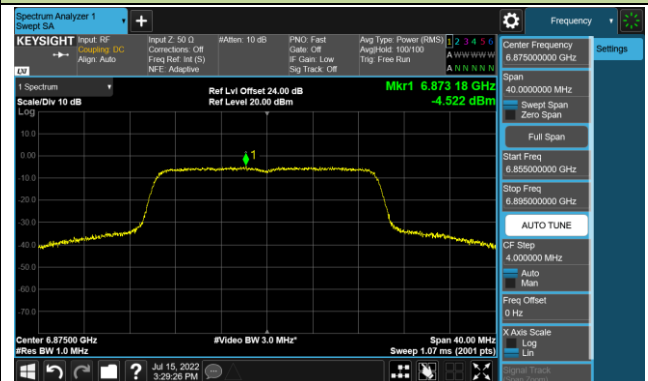 Spectrum Analyzer 1
Swept SA
Frequency
KEYSIGHT
Input: RF
Coupling: DC
Align: Auto
Input Z: 50 Ω
Corrections: Off
Freq Ref: Int (S)
NFE: Adaptive
#Atten: 10 dB
PNO: Fast
Gate: Off
IF Gain: Low
Sig Track: Off
Avg Type: Power (RMS)
Avg|Hold: 100/100
Trig: Free Run
1 2 3 4 5 6
A W W W W W
A N N N N N
LXI
1 Spectrum
Scale/Div 10 dB
Log
Ref Lvl Offset 24.00 dB
Ref Level 20.00 dBm
Mkr1 6.873 18 GHz
-4.522 dBm
10.0
0.00
-10.0
-20.0
-30.0
-40.0
-50.0
-60.0
-70.0
1
Center 6.87500 GHz
#Res BW 1.0 MHz
#Video BW 3.0 MHz*
Span 40.00 MHz
Sweep 1.07 ms (2001 pts)
Center Frequency
6.875000000 GHz
Settings
Span
40.0000000 MHz
Swept Span
Zero Span
Full Span
Start Freq
6.855000000 GHz
Stop Freq
6.895000000 GHz
AUTO TUNE
CF Step
4.000000 MHz
Auto
Man
Freq Offset
0 Hz
X Axis Scale
Log
Lin
Signal Track
Jul 15, 2022
3:29:26 PM